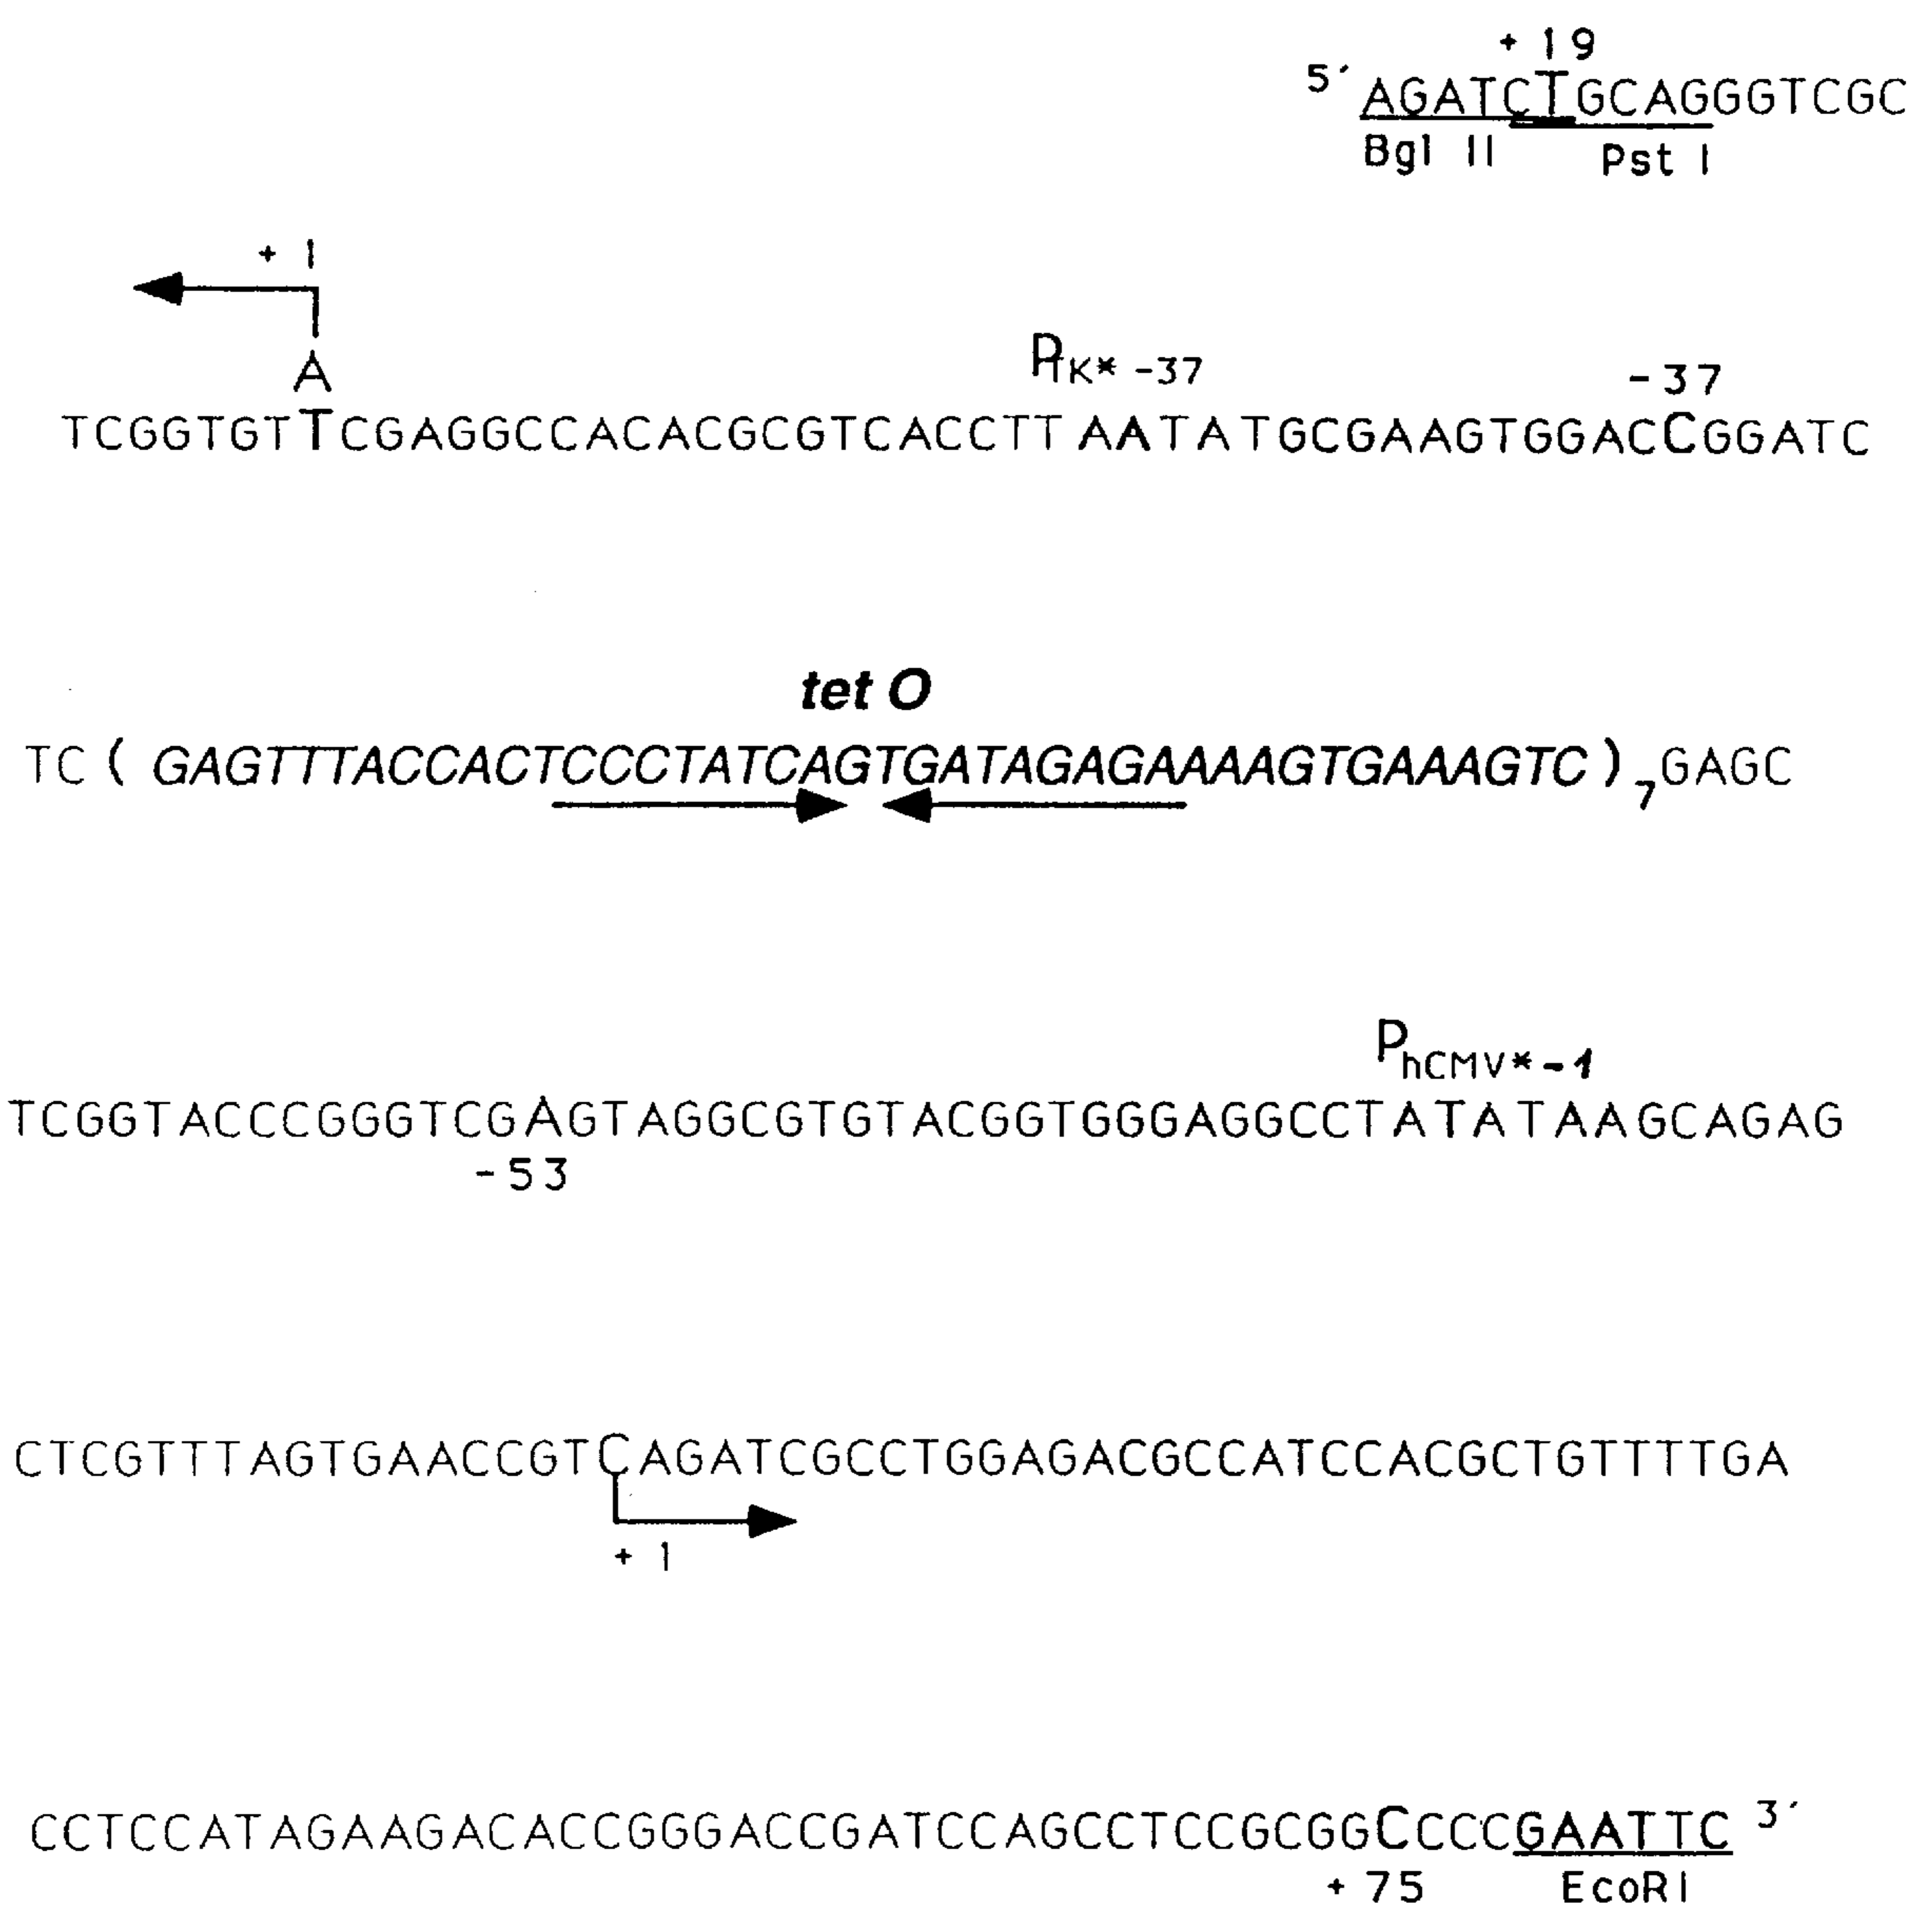 + 19
5´ AGATCTGCAGGGTCGC
Bgl II Pst I
+ 1
A
PTK* -37 -37
TCGGTGTTCGAGGCCACACGCGTCACCTTAATATGCGAAGTGGACCGGATC
tet O
TC ( GAGTTTACCACTCCCTATCAGTGATAGAGAAAAGTGAAAGTC )7GAGC
PhCMV*-1
TCGGTACCCGGGTCGAGTAGGCGTGTACGGTGGGAGGCCTATATAAGCAGAG
-53
CTCGTTTAGTGAACCGTCAGATCGCCTGGAGACGCCATCCACGCTGTTTTGA
+ 1
CCTCCATAGAAGACACCGGGACCGATCCAGCCTCCGCGGCCCCGAATTC 3´
+ 75 EcoRI